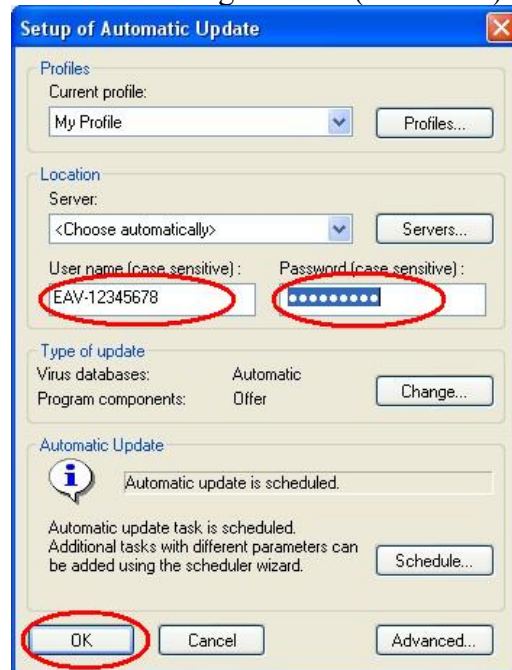 Setup of Automatic Update
Profiles
Current profile:
My Profile
Profiles...
Location
Server:
<Choose automatically>
Servers...
User name (case sensitive) :
Password (case sensitive) :
EAV-12345678
•••••••••
Type of update
Virus databases: Automatic
Program components: Offer
Change...
Automatic Update
Automatic update is scheduled.
Automatic update task is scheduled.
Additional tasks with different parameters can
be added using the scheduler wizard.
Schedule...
OK
Cancel
Advanced...